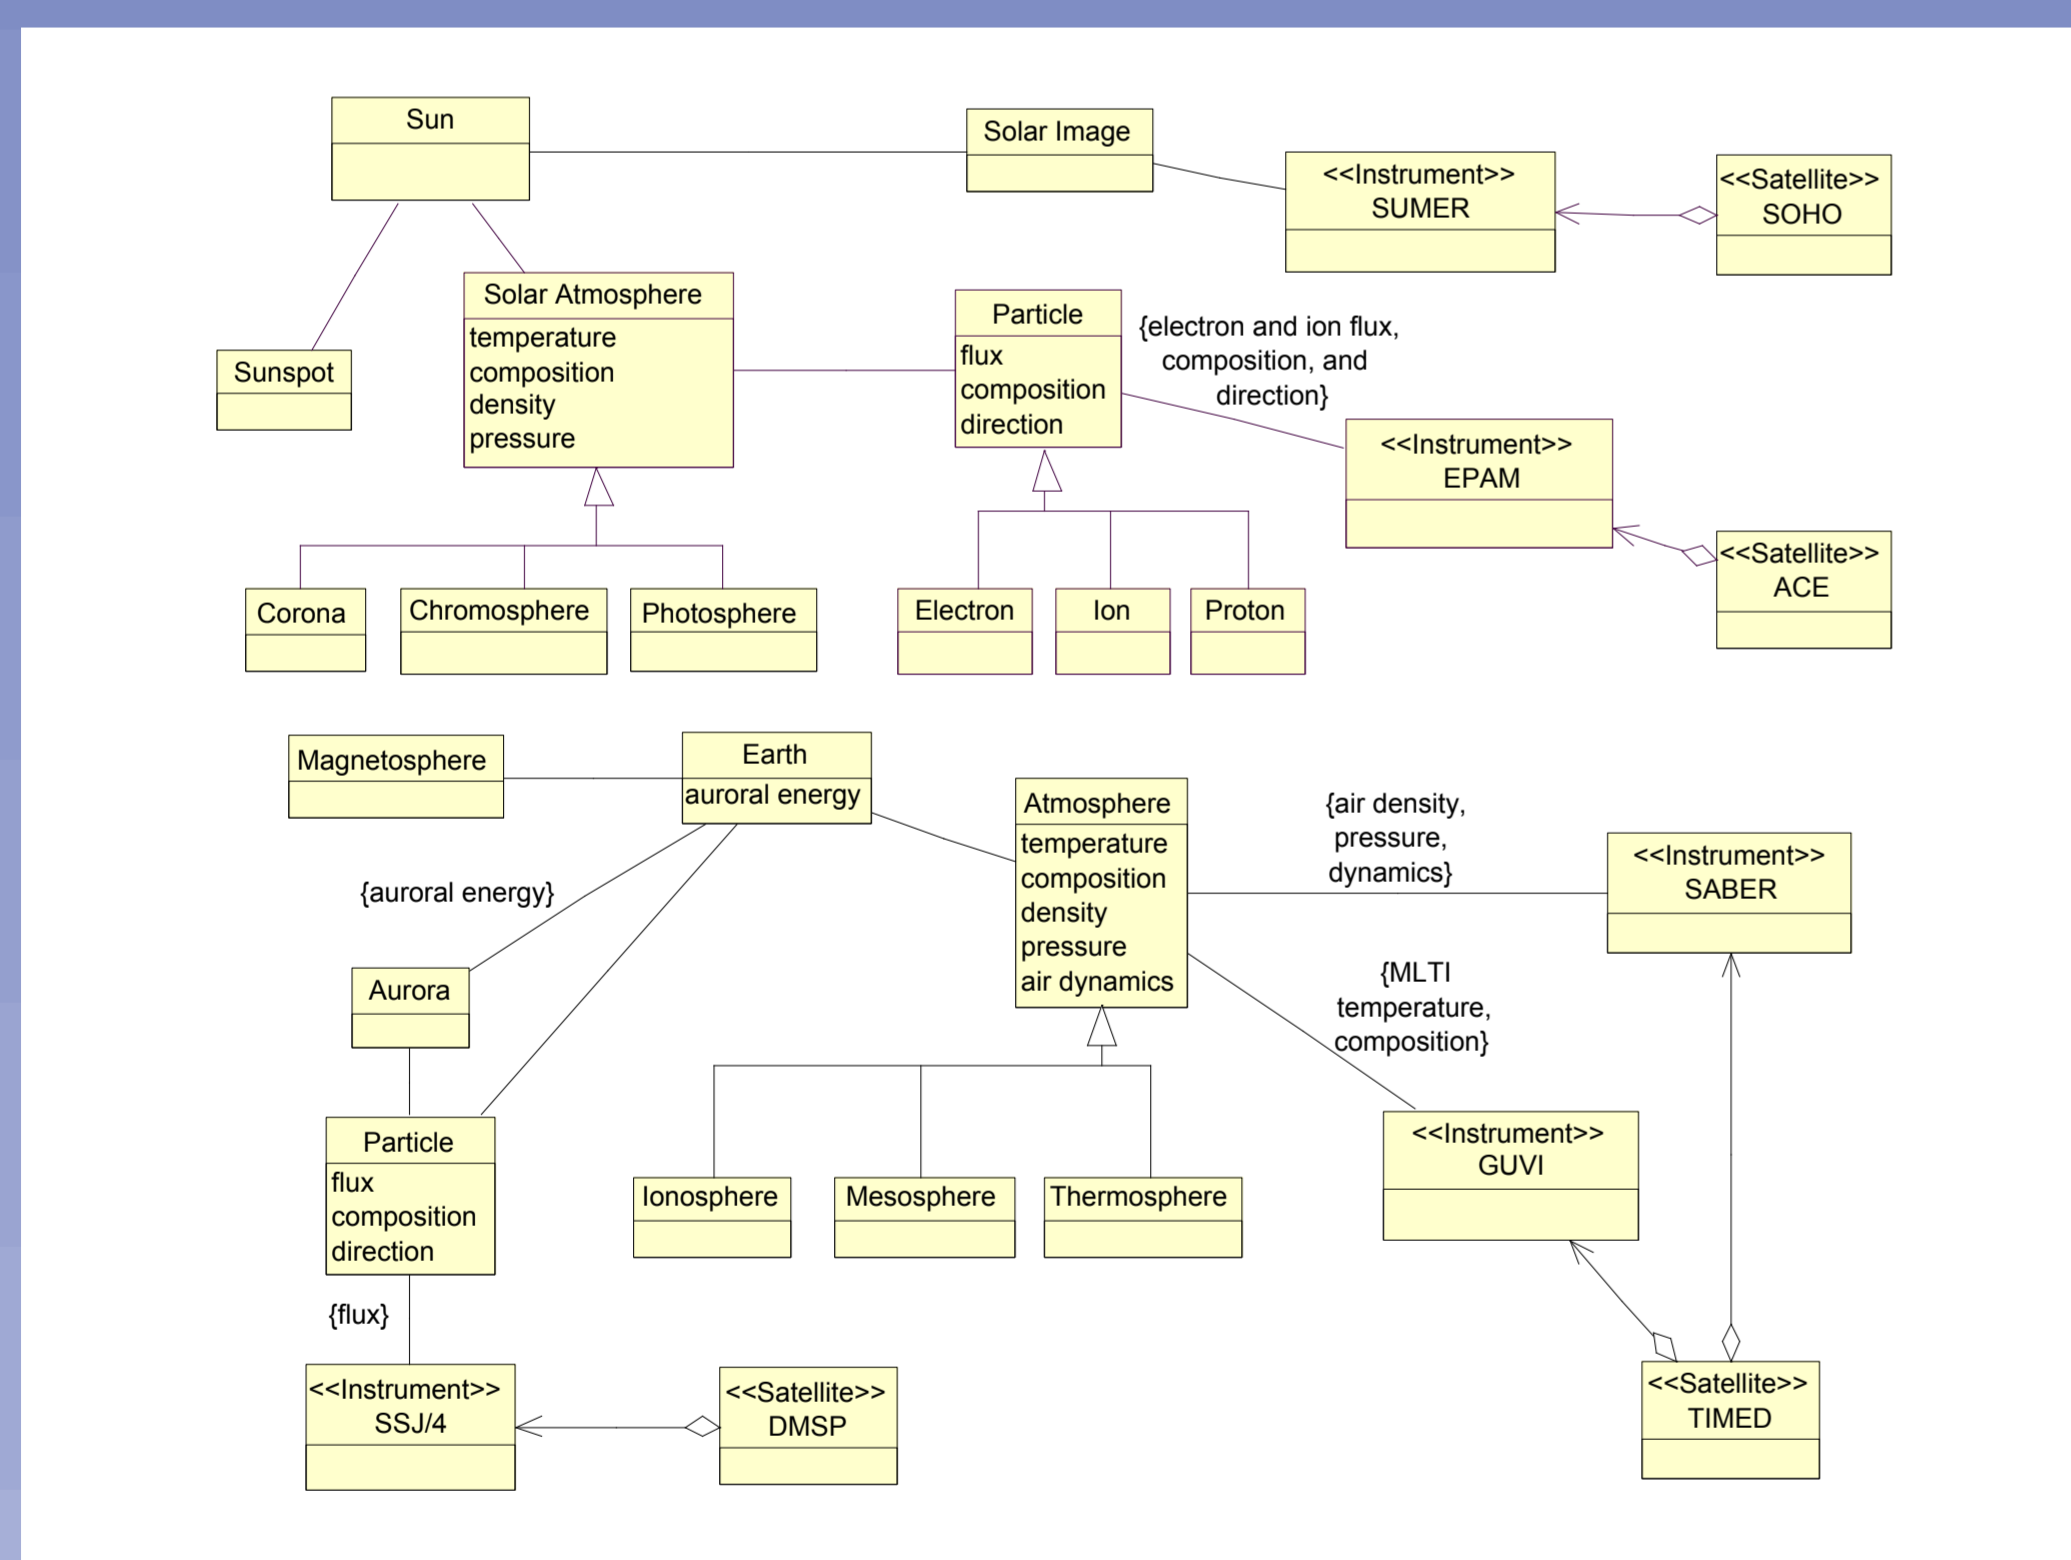 Sun
Solar Image
<<Instrument>>
SUMER
<<Satellite>>
SOHO
Solar Atmosphere
temperature
composition
density
pressure
Particle
flux
composition
direction
{electron and ion flux,
composition, and
direction}
Sunspot
<<Instrument>>
EPAM
<<Satellite>>
ACE
Corona
Chromosphere
Photosphere
Electron
Ion
Proton
Magnetosphere
Earth
auroral energy
Atmosphere
temperature
composition
density
pressure
air dynamics
{air density,
pressure,
dynamics}
<<Instrument>>
SABER
{auroral energy}
{MLTI
temperature,
composition}
Aurora
Particle
flux
composition
direction
Ionosphere
Mesosphere
Thermosphere
<<Instrument>>
GUVI
{flux}
<<Instrument>>
SSJ/4
<<Satellite>>
DMSP
<<Satellite>>
TIMED